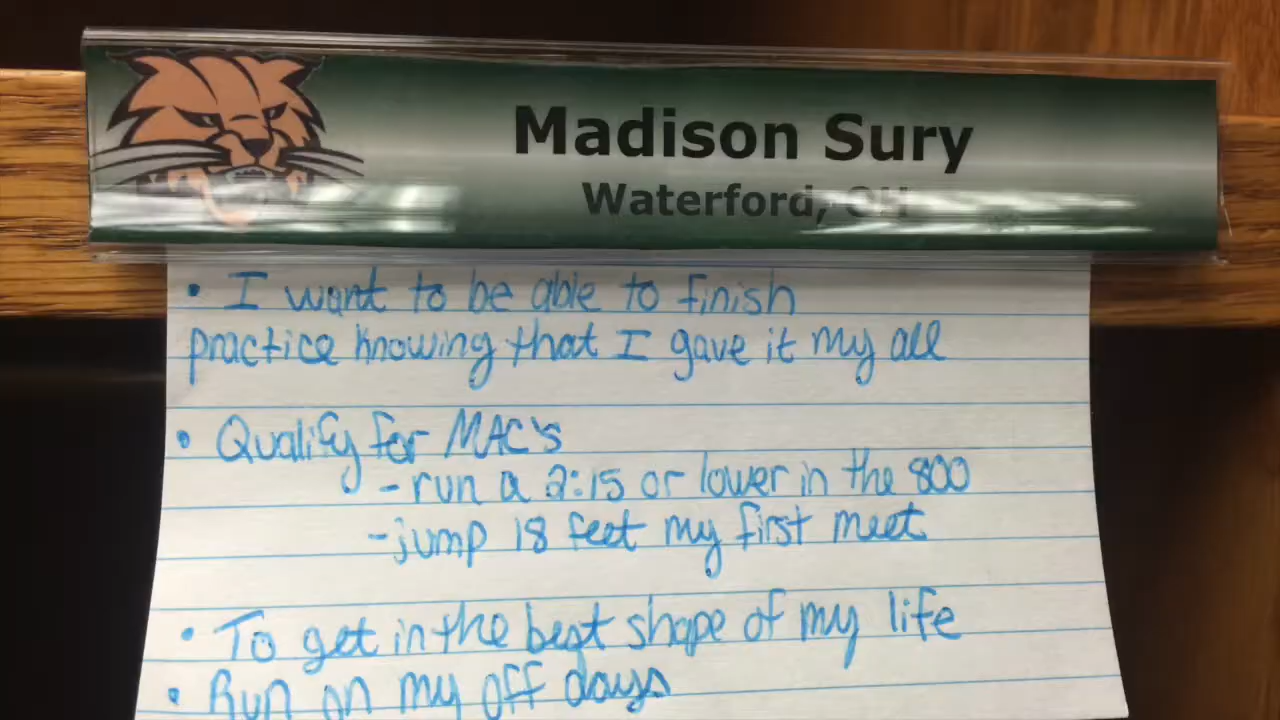 Madison Sury
Waterford, OH
• I want to be able to finish
practice knowing that I gave it my all
• Qualify for MAC's
- run a 2:15 or lower in the 800
- jump 18 feet my first meet
• To get in the best shape of my life
• Run on my off days